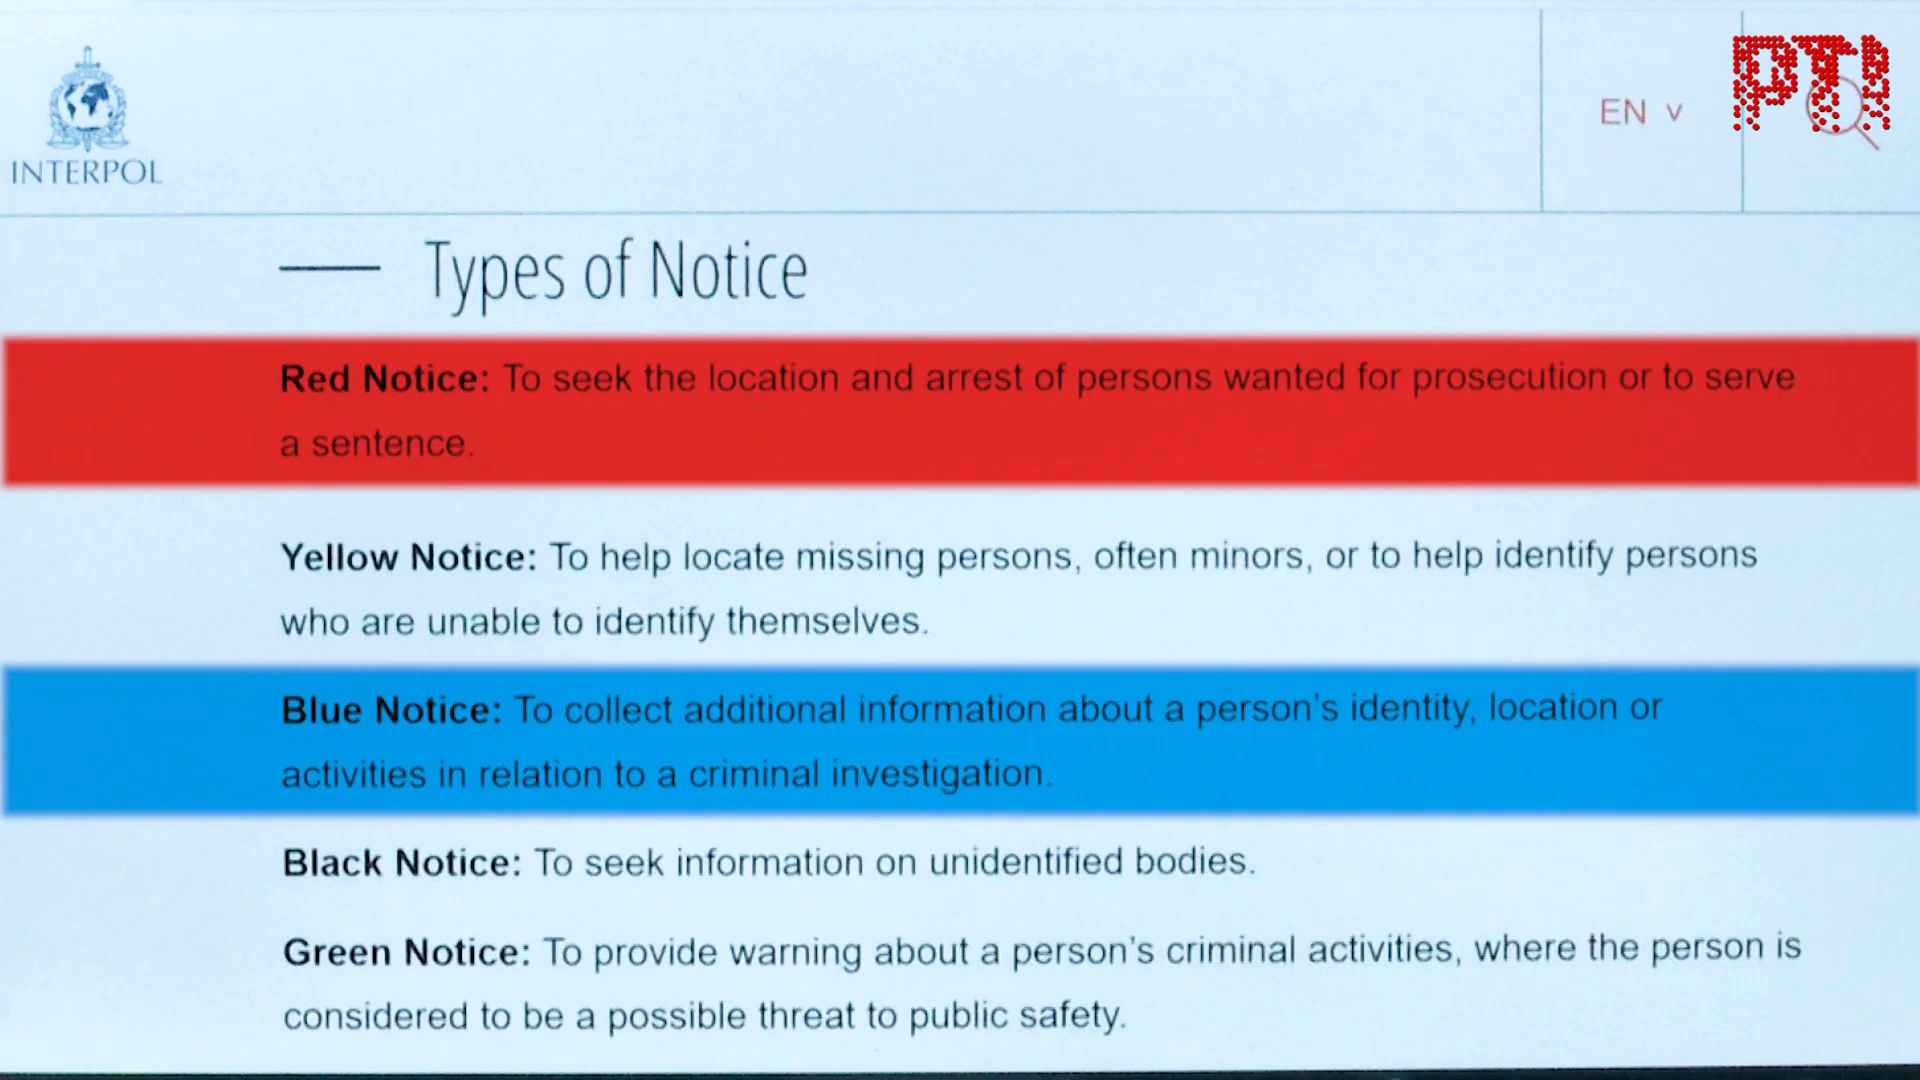 INTERPOL
EN v
PTI
Types of Notice
Red Notice: To seek the location and arrest of persons wanted for prosecution or to serve
a sentence.
Yellow Notice: To help locate missing persons, often minors, or to help identify persons
who are unable to identify themselves.
Blue Notice: To collect additional information about a person's identity, location or
activities in relation to a criminal investigation.
Black Notice: To seek information on unidentified bodies.
Green Notice: To provide warning about a person's criminal activities, where the person is
considered to be a possible threat to public safety.